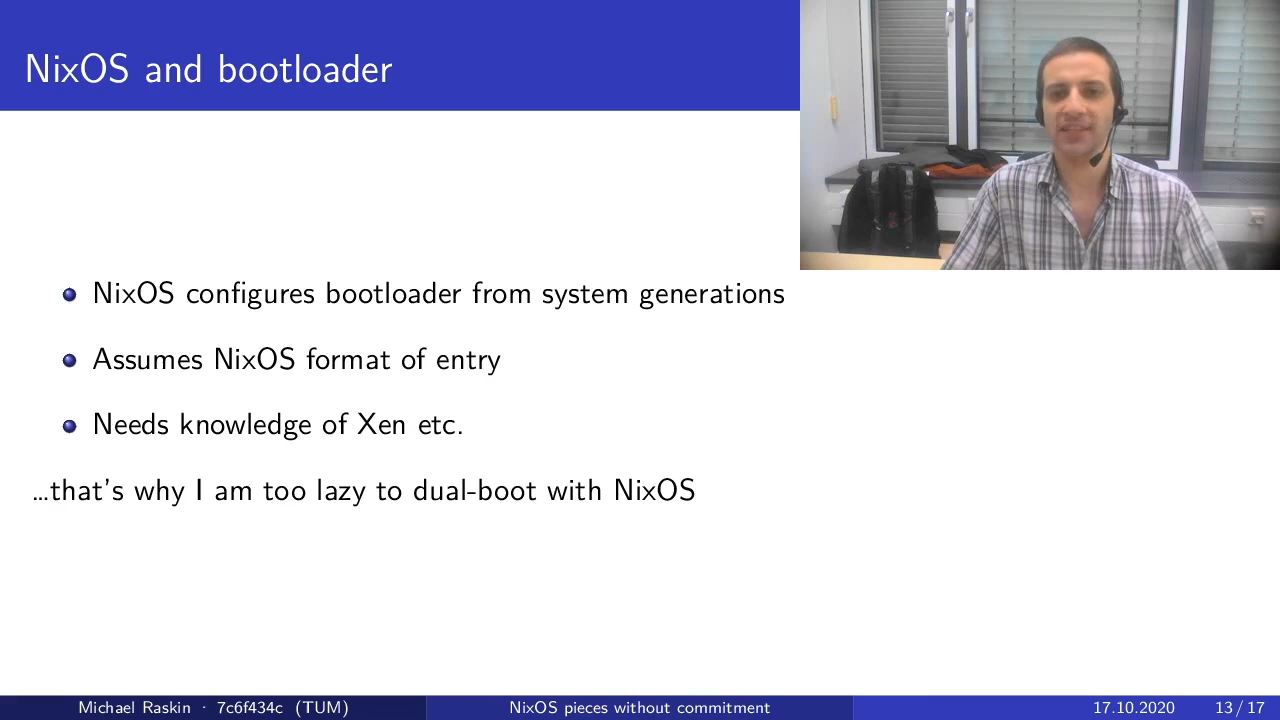 NixOS and bootloader
NixOS configures bootloader from system generations
Assumes NixOS format of entry
Needs knowledge of Xen etc.
...that's why I am too lazy to dual-boot with NixOS
Michael Raskin · 7c6f434c (TUM) NixOS pieces without commitment 17.10.2020 13 / 17